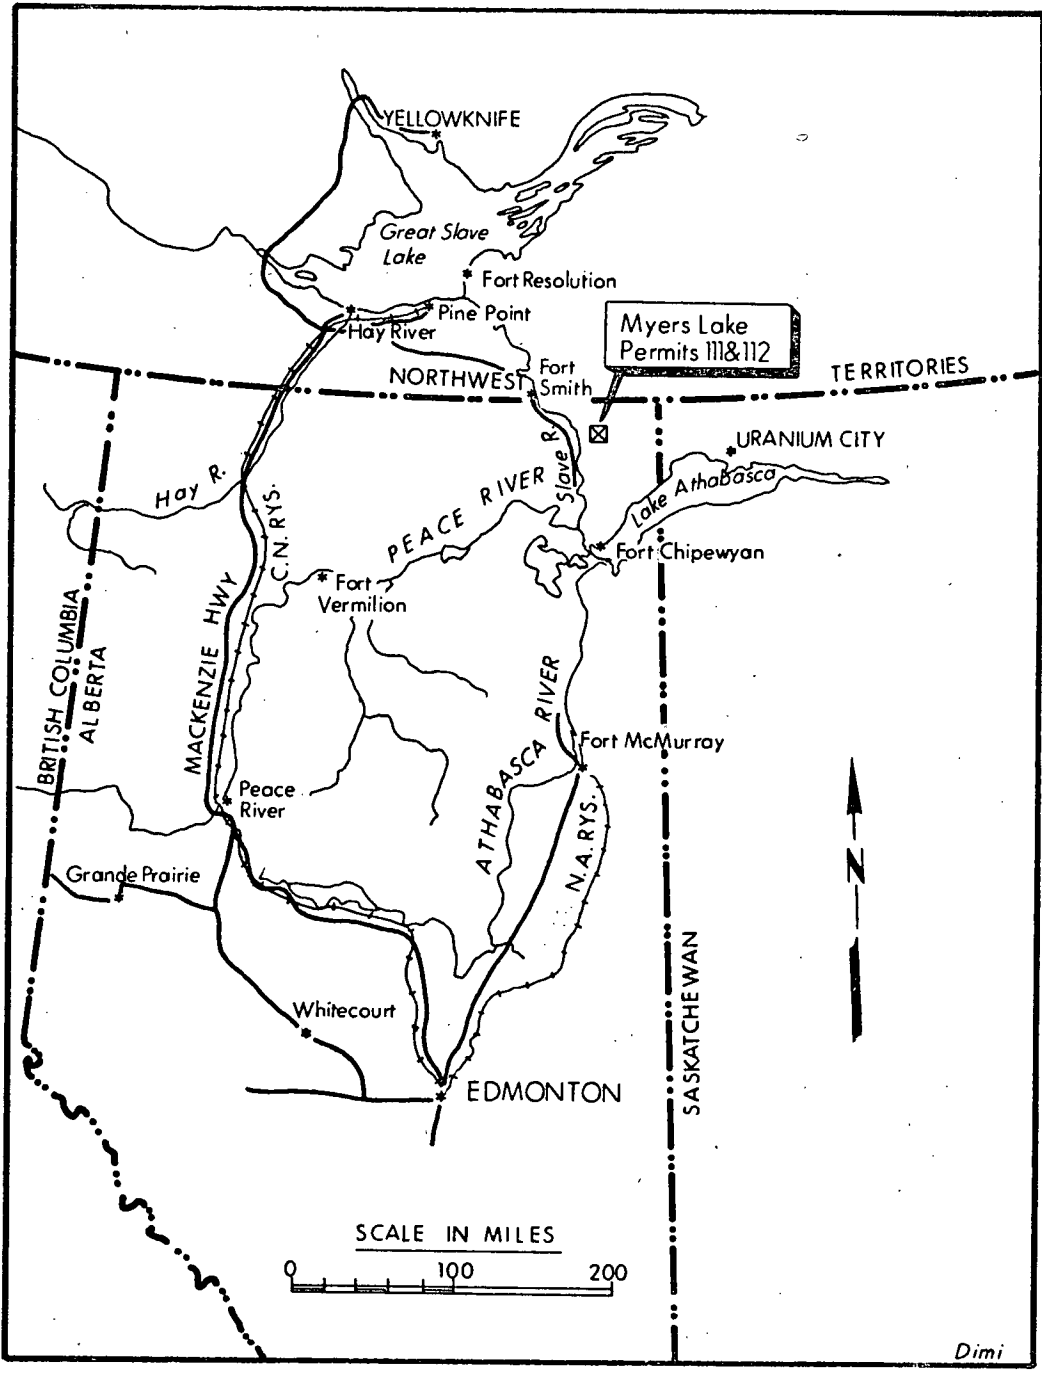 YELLOWKNIFE
Great Slave
Lake
Fort Resolution
Pine Point
Hay River
Myers Lake
Permits 111&112
NORTHWEST
TERRITORIES
Fort
Smith
URANIUM CITY
Hay R.
C.N. RYS.
PEACE RIVER
Slave R.
Lake Athabasca
Fort Chipewyan
Fort
Vermilion
MACKENZIE HWY
BRITISH COLUMBIA
ALBERTA
ATHABASCA RIVER
Fort McMurray
Peace
River
N.A. RYS.
Grande Prairie
N
Whitecourt
SASKATCHEWAN
EDMONTON
SCALE IN MILES
0 100 200
Dimi